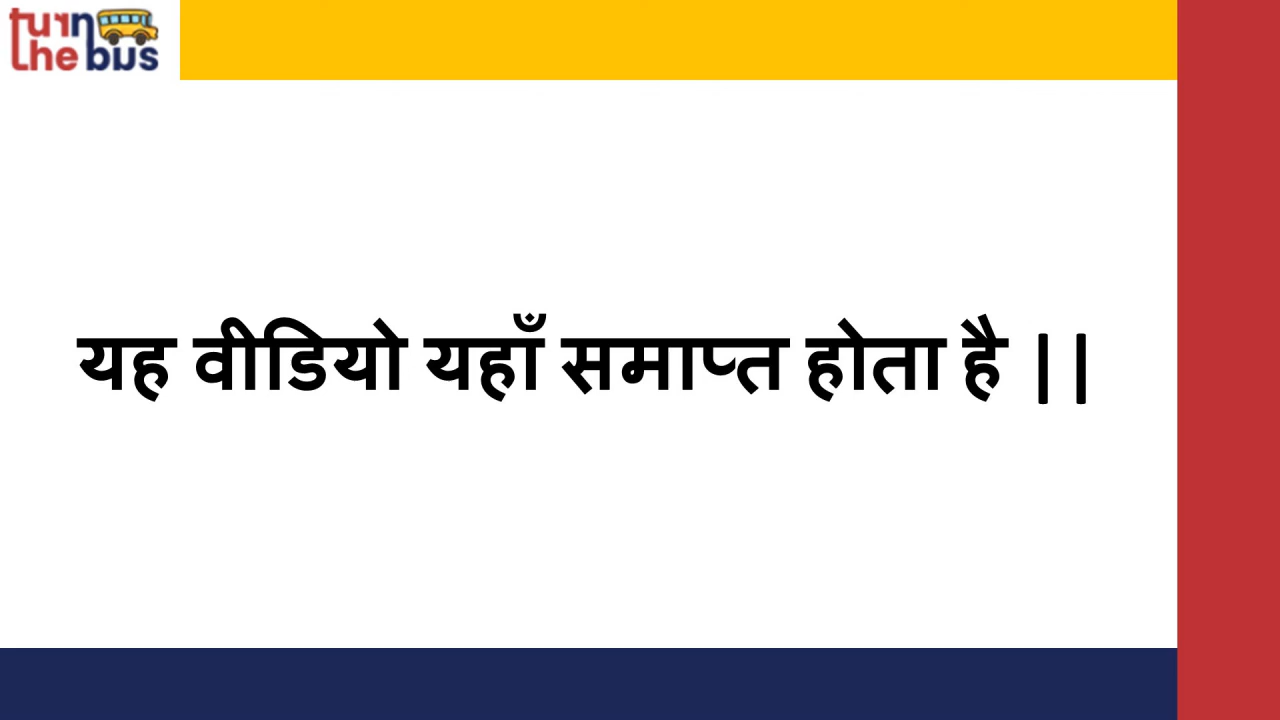 turn
the bus
यह वीडियो यहाँ समाप्त होता है ||